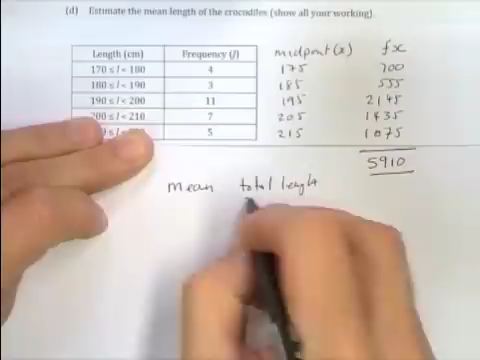 (d) Estimate the mean length of the crocodiles (show all your working).
Length (cm) Frequency (f) midpoint (x) fx
170 ≤ l < 180 4 175 700
180 ≤ l < 190 3 185 555
190 ≤ l < 200 11 195 2145
200 ≤ l < 210 7 205 1435
5 215 1075
5910
mean total length